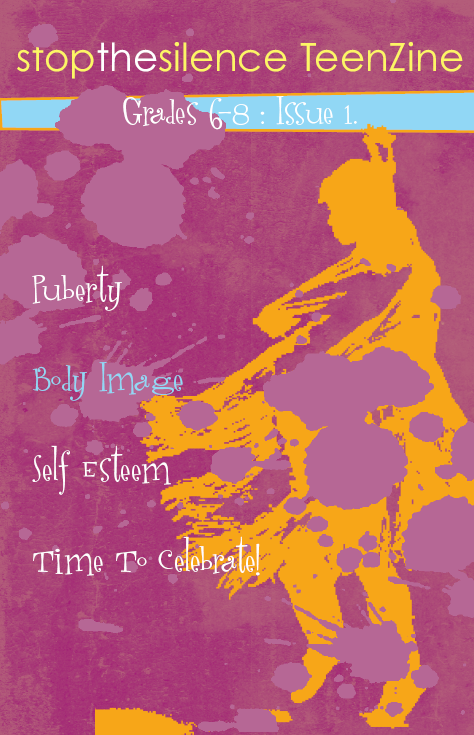 stopthesilence TeenZine
Grades 6-8 : Issue 1.
Puberty
Body Image
Self Esteem
Time To Celebrate!